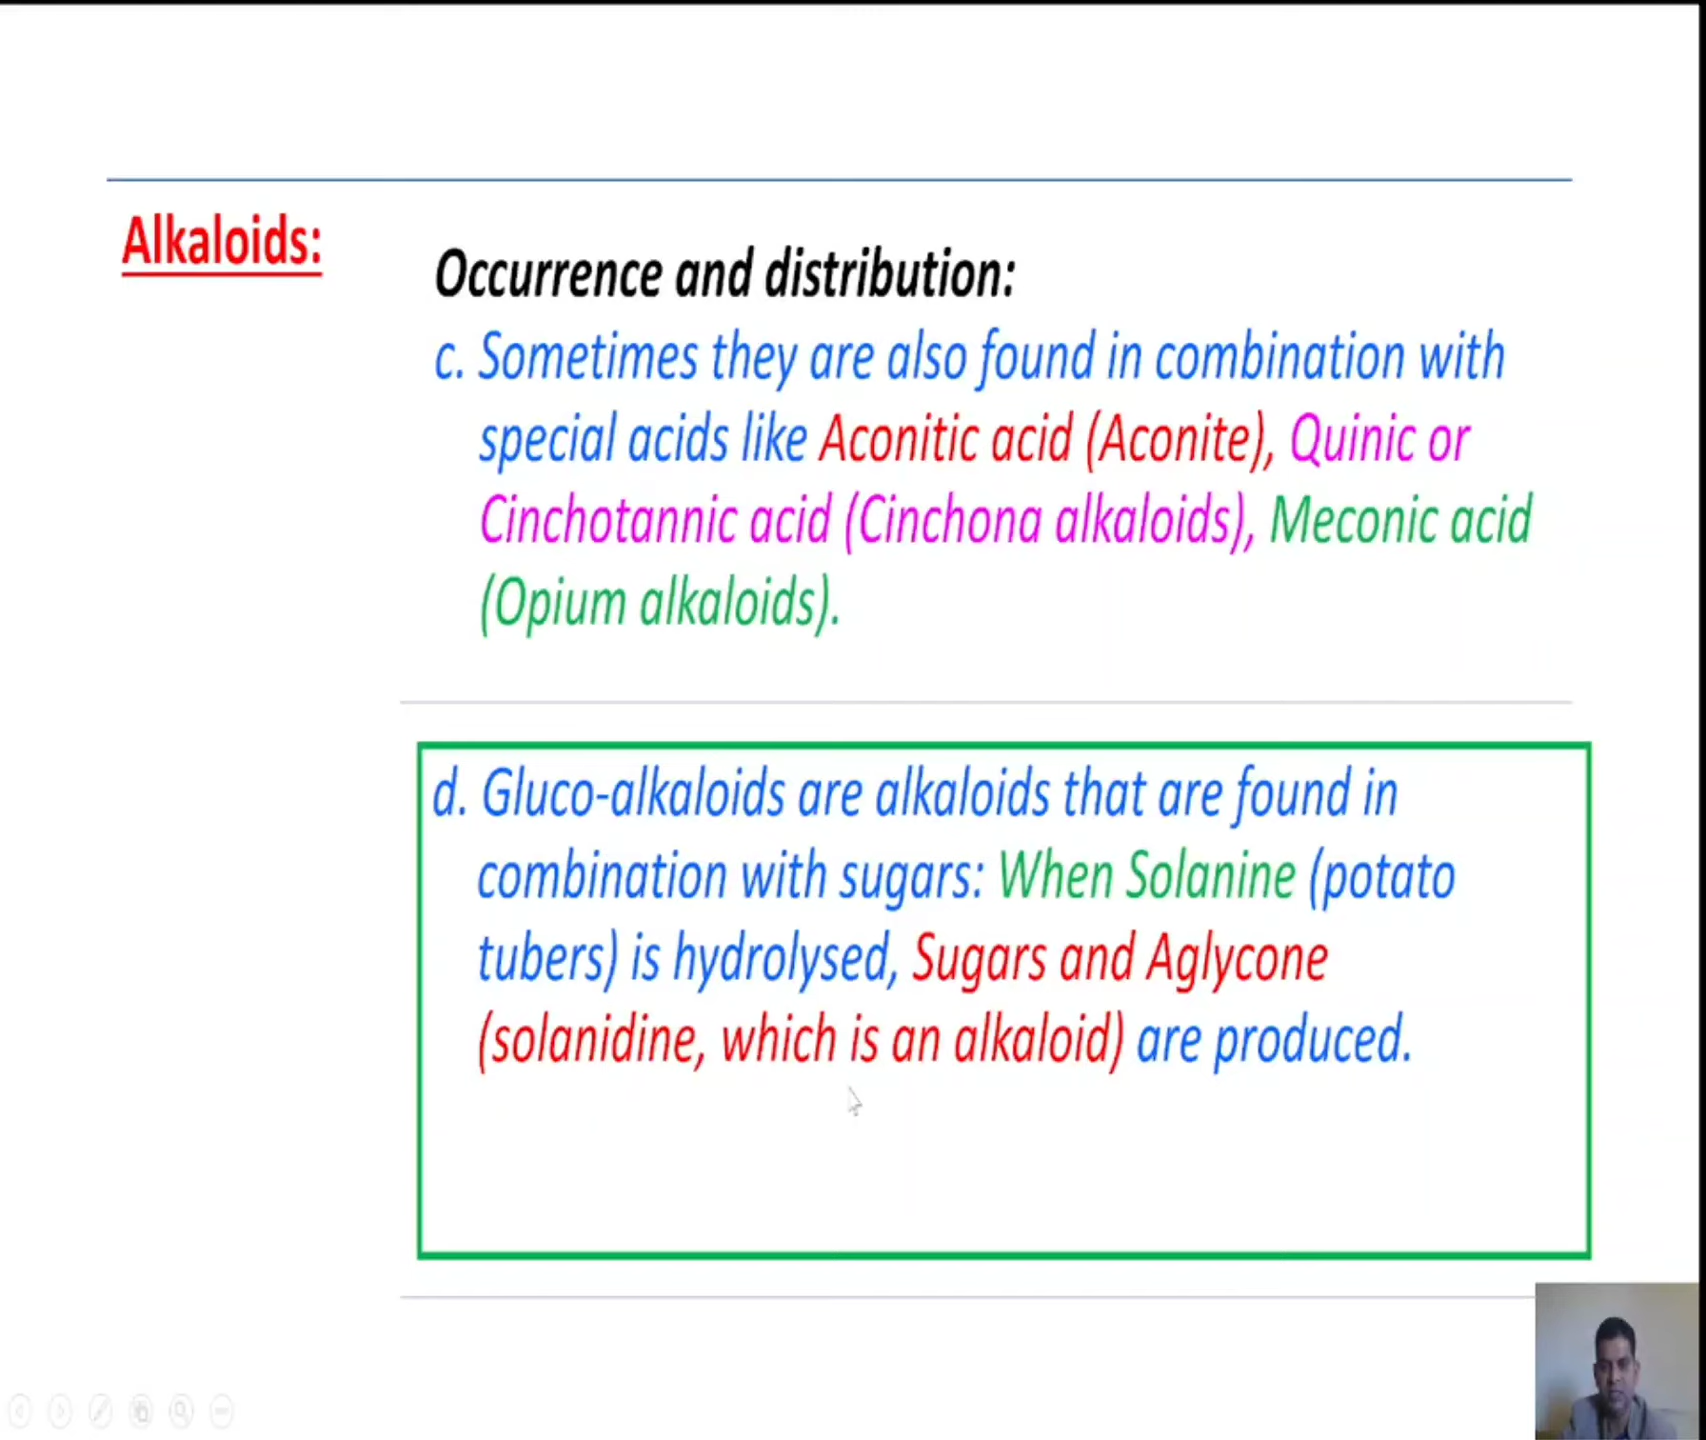 Alkaloids:
Occurrence and distribution:
c. Sometimes they are also found in combination with
special acids like Aconitic acid (Aconite), Quinic or
Cinchotannic acid (Cinchona alkaloids), Meconic acid
(Opium alkaloids).
d. Gluco-alkaloids are alkaloids that are found in
combination with sugars: When Solanine (potato
tubers) is hydrolysed, Sugars and Aglycone
(solanidine, which is an alkaloid) are produced.